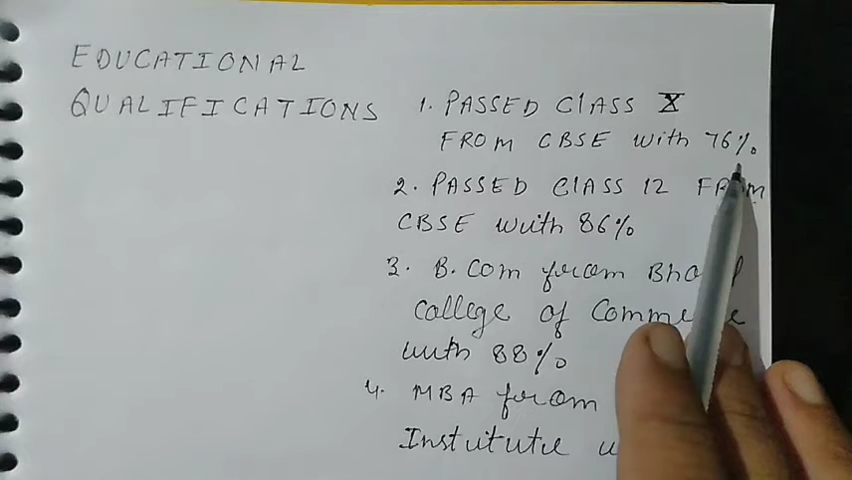 EDUCATIONAL
QUALIFICATIONS
1. PASSED CLASS X
FROM CBSE with 76%
2. PASSED CLASS 12
CBSE with 86%
3. B. COM from
College of
with 88%
4. MBA from
Institute